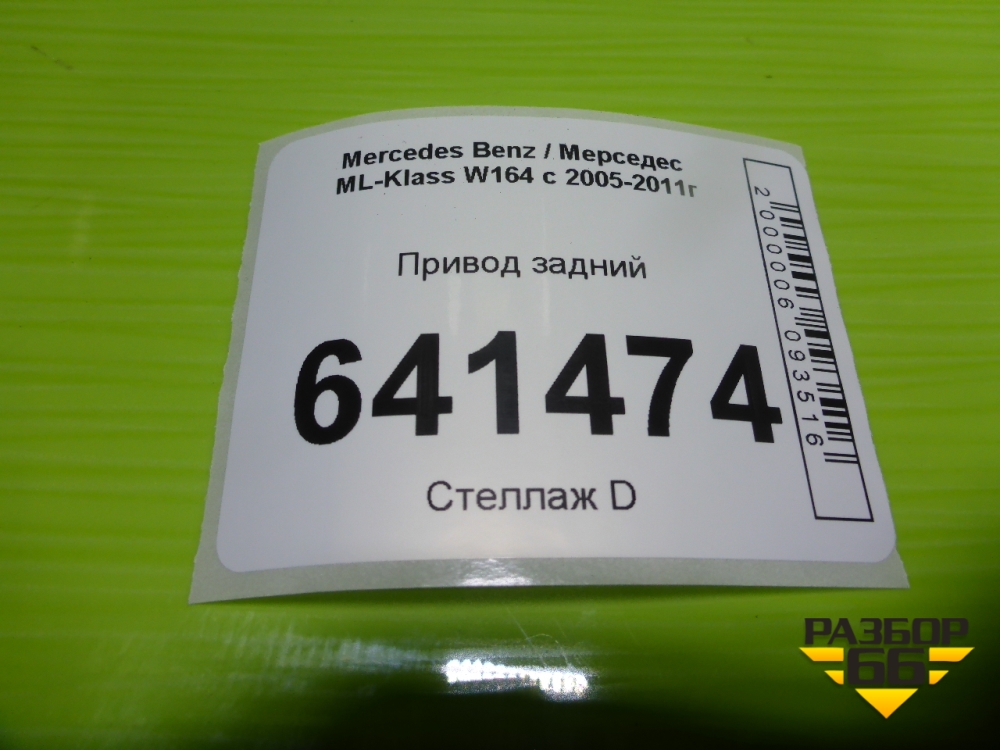 Mercedes Benz / Мерседес
ML-Klass W164 с 2005-2011г
Привод задний
641474
Стеллаж D
2000006093516
РАЗБОР
66